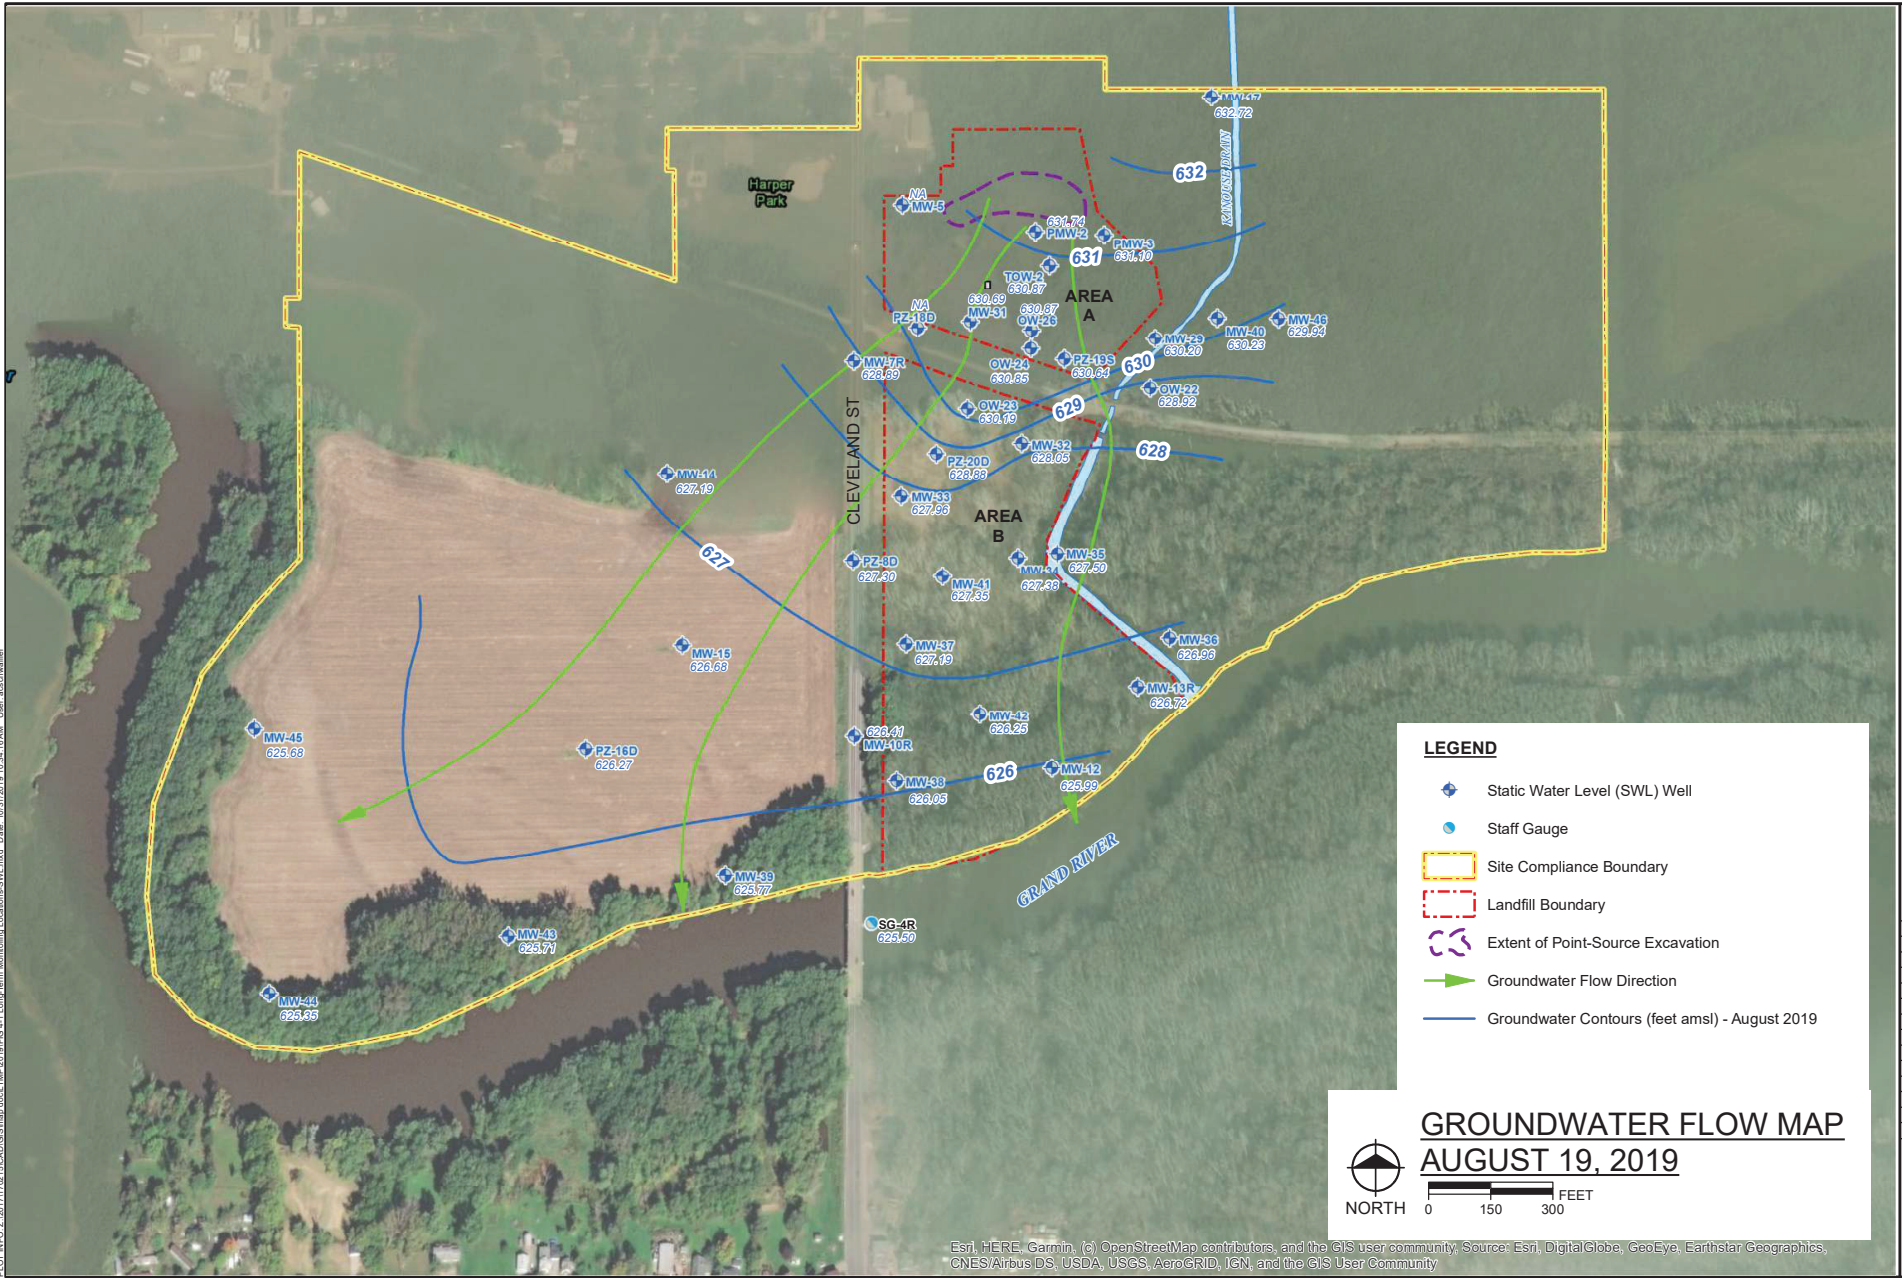 MW-17
632.72
632
KANOUSE DRAIN
Harper
Park
NA
MW-5
631.74
PMW-2
PMW-3
631.10
631
TOW-2
630.87
AREA
A
630.69
MW-31
630.87
OW-26
NA
PZ-18D
MW-40
630.23
MW-46
629.94
MW-29
630.20
OW-24
630.85
PZ-19S
630.64
630
MW-7R
628.89
OW-22
628.92
OW-23
630.19
629
CLEVELAND ST
MW-32
628.05
628
PZ-20D
628.88
MW-14
627.19
MW-33
627.96
AREA
B
627
PZ-8D
627.30
MW-34
627.38
MW-35
627.50
MW-41
627.35
MW-36
626.96
MW-37
627.19
MW-15
626.68
MW-13R
626.72
MW-42
626.25
MW-45
625.68
626.41
MW-10R
PZ-16D
626.27
626
MW-12
625.99
MW-38
626.05
MW-39
625.77
GRAND RIVER
SG-4R
625.50
MW-43
625.71
MW-44
625.35
LEGEND
Static Water Level (SWL) Well
Staff Gauge
Site Compliance Boundary
Landfill Boundary
Extent of Point-Source Excavation
Groundwater Flow Direction
Groundwater Contours (feet amsl) - August 2019
GROUNDWATER FLOW MAP
AUGUST 19, 2019
NORTH
0 150 300
FEET
Esri, HERE, Garmin, (c) OpenStreetMap contributors, and the GIS user community, Source: Esri, DigitalGlobe, GeoEye, Earthstar Geographics,
CNES/Airbus DS, USDA, USGS, AeroGRID, IGN, and the GIS User Community